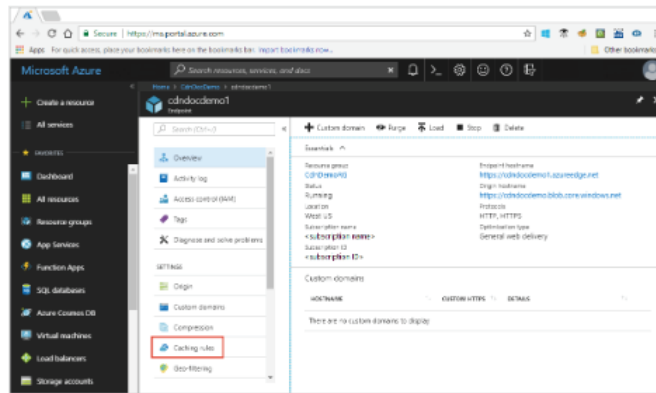 Secure | https://ms.portal.azure.com
Apps For quick access, place your bookmarks here on the bookmarks bar. Import bookmarks now...
Other bookmarks
Microsoft Azure
Search resources, services, and docs
Create a resource
All services
FAVORITES
Dashboard
All resources
Resource groups
App Services
Function Apps
SQL databases
Azure Cosmos DB
Virtual machines
Load balancers
Storage accounts
Home > CdnDocDemo > cdndocdemo1
cdndocdemo1
Endpoint
Search (Ctrl+/)
Overview
Activity log
Access control (IAM)
Tags
Diagnose and solve problems
SETTINGS
Origin
Custom domains
Compression
Caching rules
Geo-filtering
Custom domain Purge Load Stop Delete
Essentials
Resource group
Status
Running
Location
West US
Subscription name
<subscription name>
Subscription ID
<subscription ID>
Endpoint hostname
https://cdndocdemo1.azureedge.net
Origin hostname
https://cdndocdemo.blob.core.windows.net
Protocols
HTTP, HTTPS
Optimization type
General web delivery
Custom domains
HOSTNAME CUSTOM HTTPS DETAILS
There are no custom domains to display